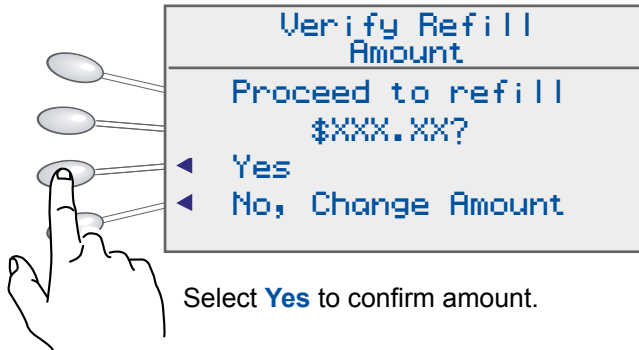 Verify Refill
Amount
Proceed to refill
$XXX.XX?
◄ Yes
◄ No, Change Amount
Select Yes to confirm amount.